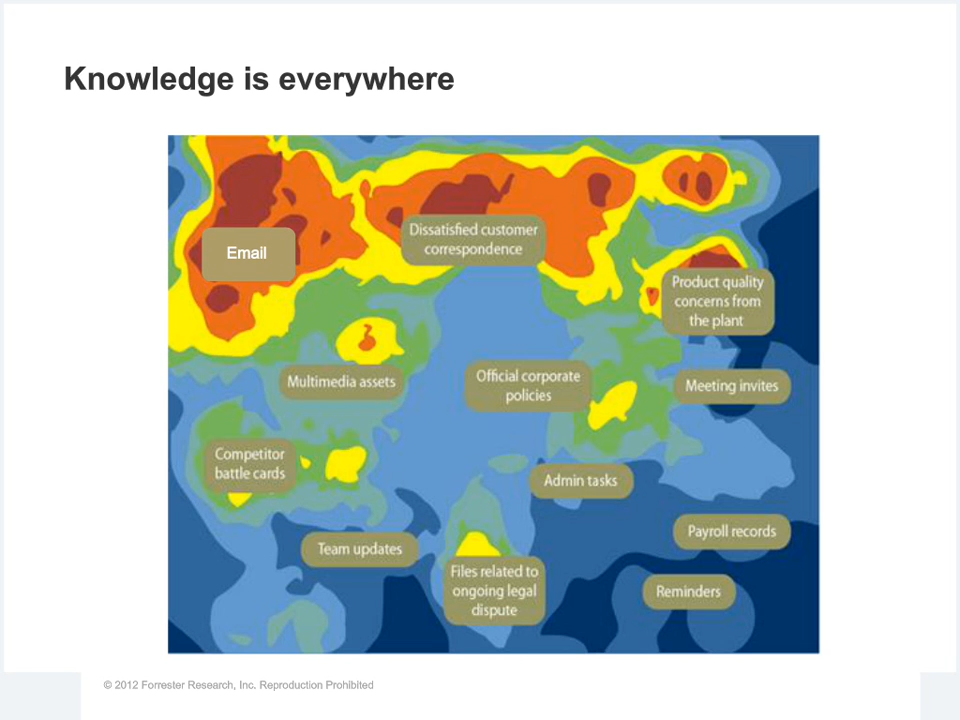 Knowledge is everywhere
Email
Dissatisfied customer
correspondence
Product quality
concerns from
the plant
Multimedia assets
Official corporate
policies
Meeting invites
Competitor
battle cards
Admin tasks
Team updates
Payroll records
Files related to
ongoing legal
dispute
Reminders
© 2012 Forrester Research, Inc. Reproduction Prohibited